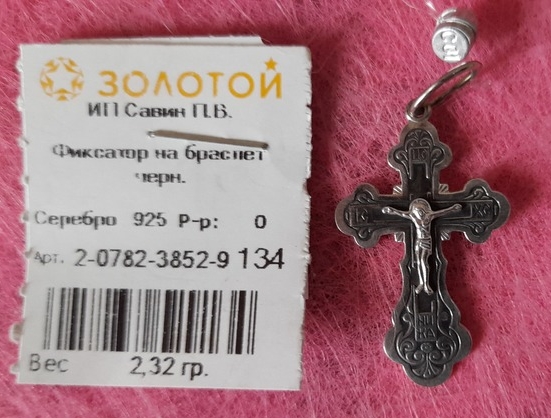 ЗОЛОТОЙ
ИП Савин П.В.
Фиксатор на браслет
черн.
Серебро 925 Р-р: 0
Арт. 2-0782-3852-9 134
Вес 2,32 гр.